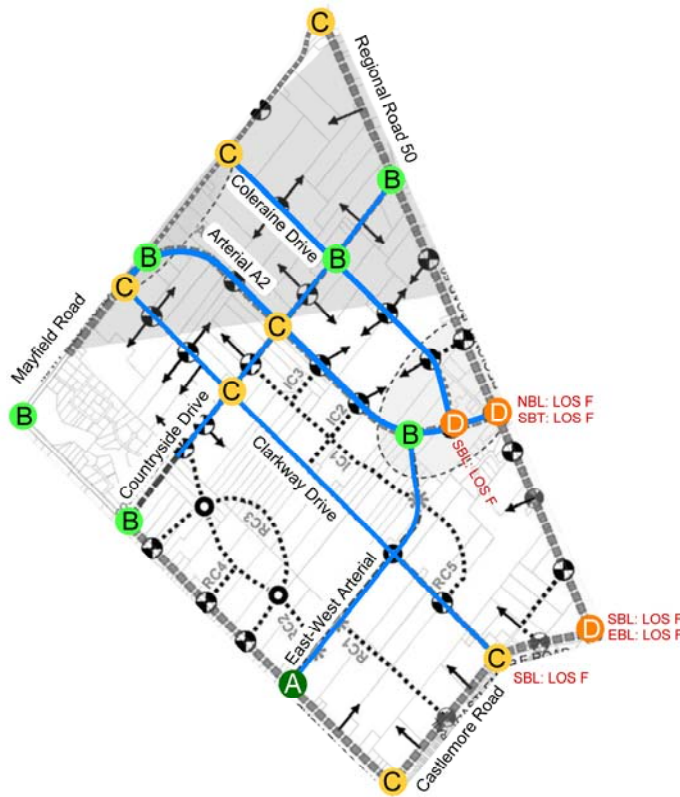 C
Regional Road 50
C
B
Coleraine Drive
B
Arterial A2
B
C
Mayfield Road
C
IC3
C
B
Countryside Drive
IC2
NBL: LOS F
SBT: LOS F
D
D
B
SBL: LOS F
Clarkway Drive
IC1
B
RC3
RC4
East-West Arterial
RC5
RC2
RC1
SBL: LOS F
EBL: LOS F
D
C
SBL: LOS F
A
Castlemore Road
C